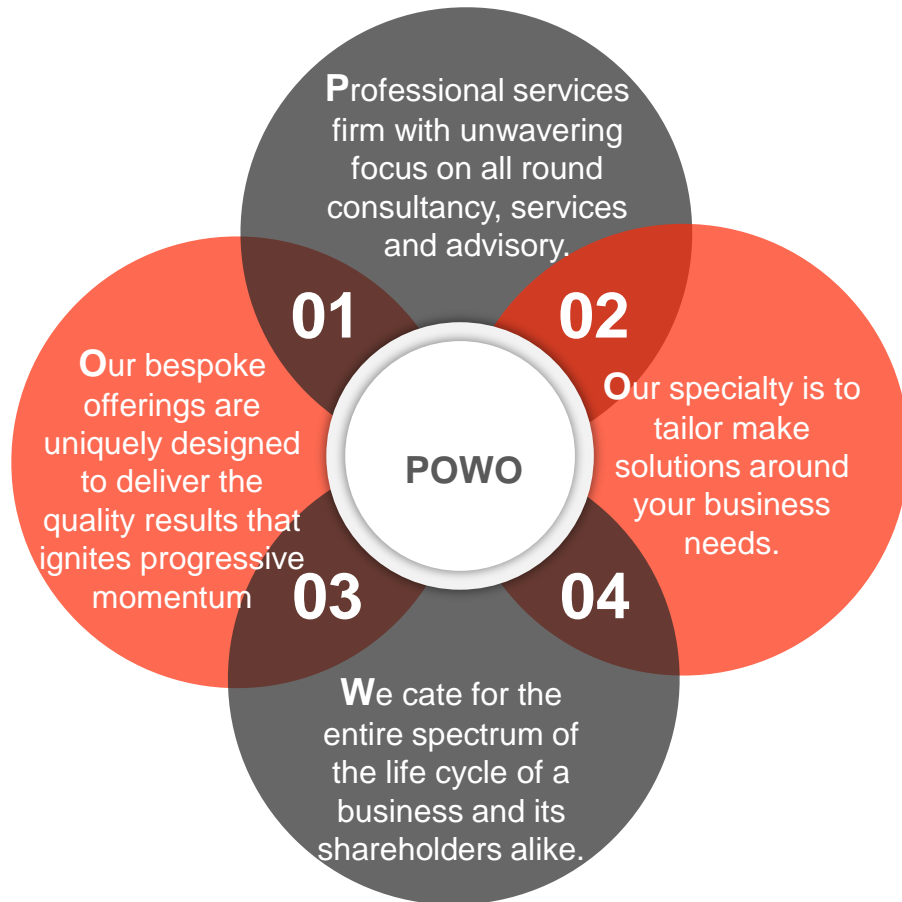 Professional services
firm with unwavering
focus on all round
consultancy, services
and advisory.
01
02
Our bespoke
offerings are
uniquely designed
to deliver the
quality results that
ignites progressive
momentum
POWO
Our specialty is to
tailor make
solutions around
your business
needs.
03
04
We cate for the
entire spectrum of
the life cycle of a
business and its
shareholders alike.